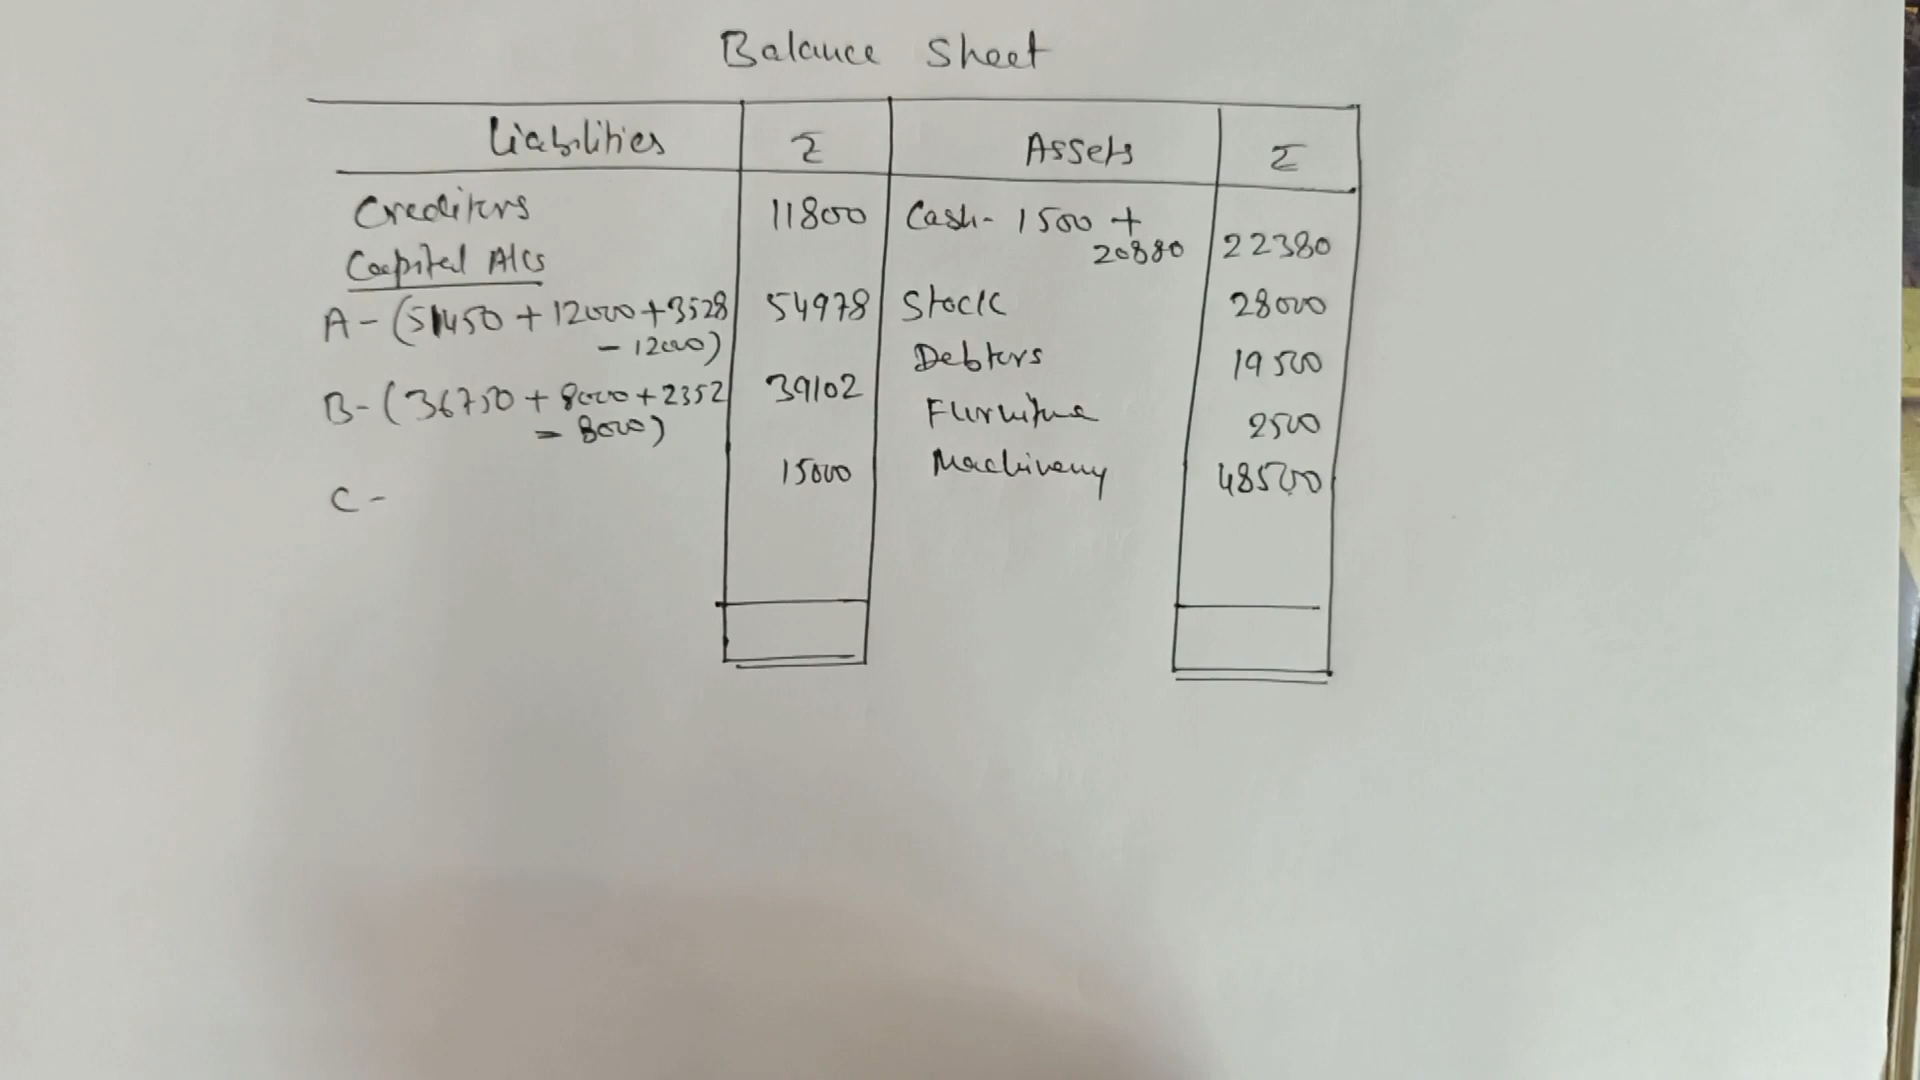 Balance Sheet
Liabilities ₹ Assets ₹
Creditors 11800 Cash- 1500 +
20880 22380
Capital A/cs
A - (51450 + 12000 + 3528 54978 Stock 28000
- 12000)
Debtors 19500
B - (36750 + 8000 + 2352 39102 Furniture 2500
- 8000)
15000 Machinery 48500
C -